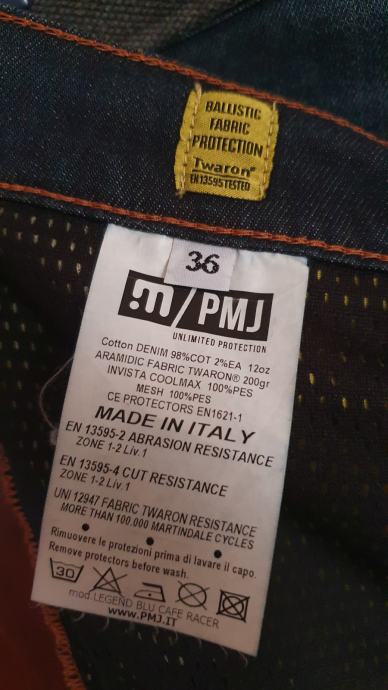 BALLISTIC
FABRIC
PROTECTION
Twaron®
EN13595TESTED
36
m/PMJ
UNLIMITED PROTECTION
Cotton DENIM 98%COT 2%EA 12oz
ARAMIDIC FABRIC TWARON® 200gr
INVISTA COOLMAX 100%PES
MESH 100%PES
CE PROTECTORS EN1621-1
MADE IN ITALY
EN 13595-2 ABRASION RESISTANCE
ZONE 1-2 Liv.1
EN 13595-4 CUT RESISTANCE
ZONE 1-2 Liv.1
UNI 12947 FABRIC TWARON RESISTANCE
MORE THAN 100.000 MARTINDALE CYCLES
Rimuovere le protezioni prima di lavare il capo.
Remove protectors before wash.
30
mod.LEGEND BLU CAFE RACER
www.PMJ.IT